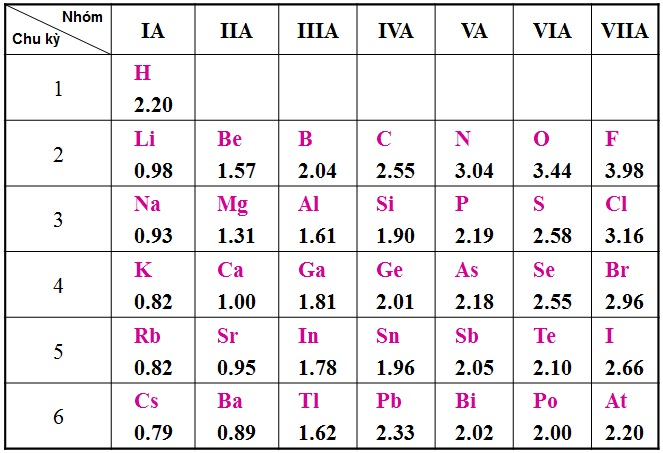 Nhóm
Chu kỳ
IA IIA IIIA IVA VA VIA VIIA
1
H
2.20
2
Li Be B C N O F
0.98 1.57 2.04 2.55 3.04 3.44 3.98
3
Na Mg Al Si P S Cl
0.93 1.31 1.61 1.90 2.19 2.58 3.16
4
K Ca Ga Ge As Se Br
0.82 1.00 1.81 2.01 2.18 2.55 2.96
5
Rb Sr In Sn Sb Te I
0.82 0.95 1.78 1.96 2.05 2.10 2.66
6
Cs Ba Tl Pb Bi Po At
0.79 0.89 1.62 2.33 2.02 2.00 2.20